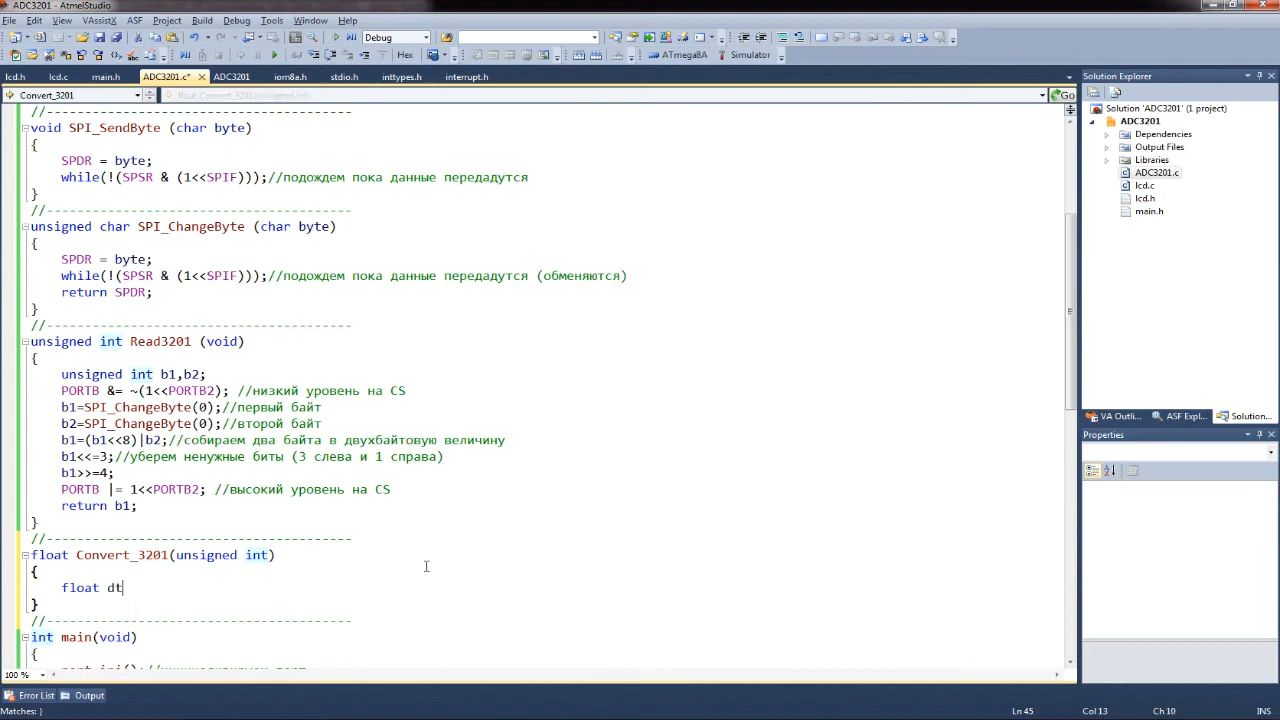 ADC3201 - AtmelStudio
File Edit View VAssistX ASF Project Build Debug Tools Window Help
Debug
Hex ATmega8A Simulator
lcd.h lcd.c main.h ADC3201.c* ADC3201 iom8a.h stdio.h inttypes.h interrupt.h
Convert_3201 float Convert_3201(unsigned int) Go
//----------------------------------------
void SPI_SendByte (char byte)
{
SPDR = byte;
while(!(SPSR & (1<<SPIF)));//подождем пока данные передадутся
}
//----------------------------------------
unsigned char SPI_ChangeByte (char byte)
{
SPDR = byte;
while(!(SPSR & (1<<SPIF)));//подождем пока данные передадутся (обменяются)
return SPDR;
}
//----------------------------------------
unsigned int Read3201 (void)
{
unsigned int b1,b2;
PORTB &= ~(1<<PORTB2); //низкий уровень на CS
b1=SPI_ChangeByte(0);//первый байт
b2=SPI_ChangeByte(0);//второй байт
b1=(b1<<8)|b2;//собираем два байта в двухбайтовую величину
b1<<=3;//уберем ненужные биты (3 слева и 1 справа)
b1>>=4;
PORTB |= 1<<PORTB2; //высокий уровень на CS
return b1;
}
//----------------------------------------
float Convert_3201(unsigned int)
{
float dt
}
//----------------------------------------
int main(void)
{
100 %
Error List Output
Matches: )
Ln 45 Col 13 Ch 10 INS
Solution Explorer
Solution 'ADC3201' (1 project)
ADC3201
Dependencies
Output Files
Libraries
ADC3201.c
lcd.c
lcd.h
main.h
VA Outli... ASF Expl... Solution...
Properties